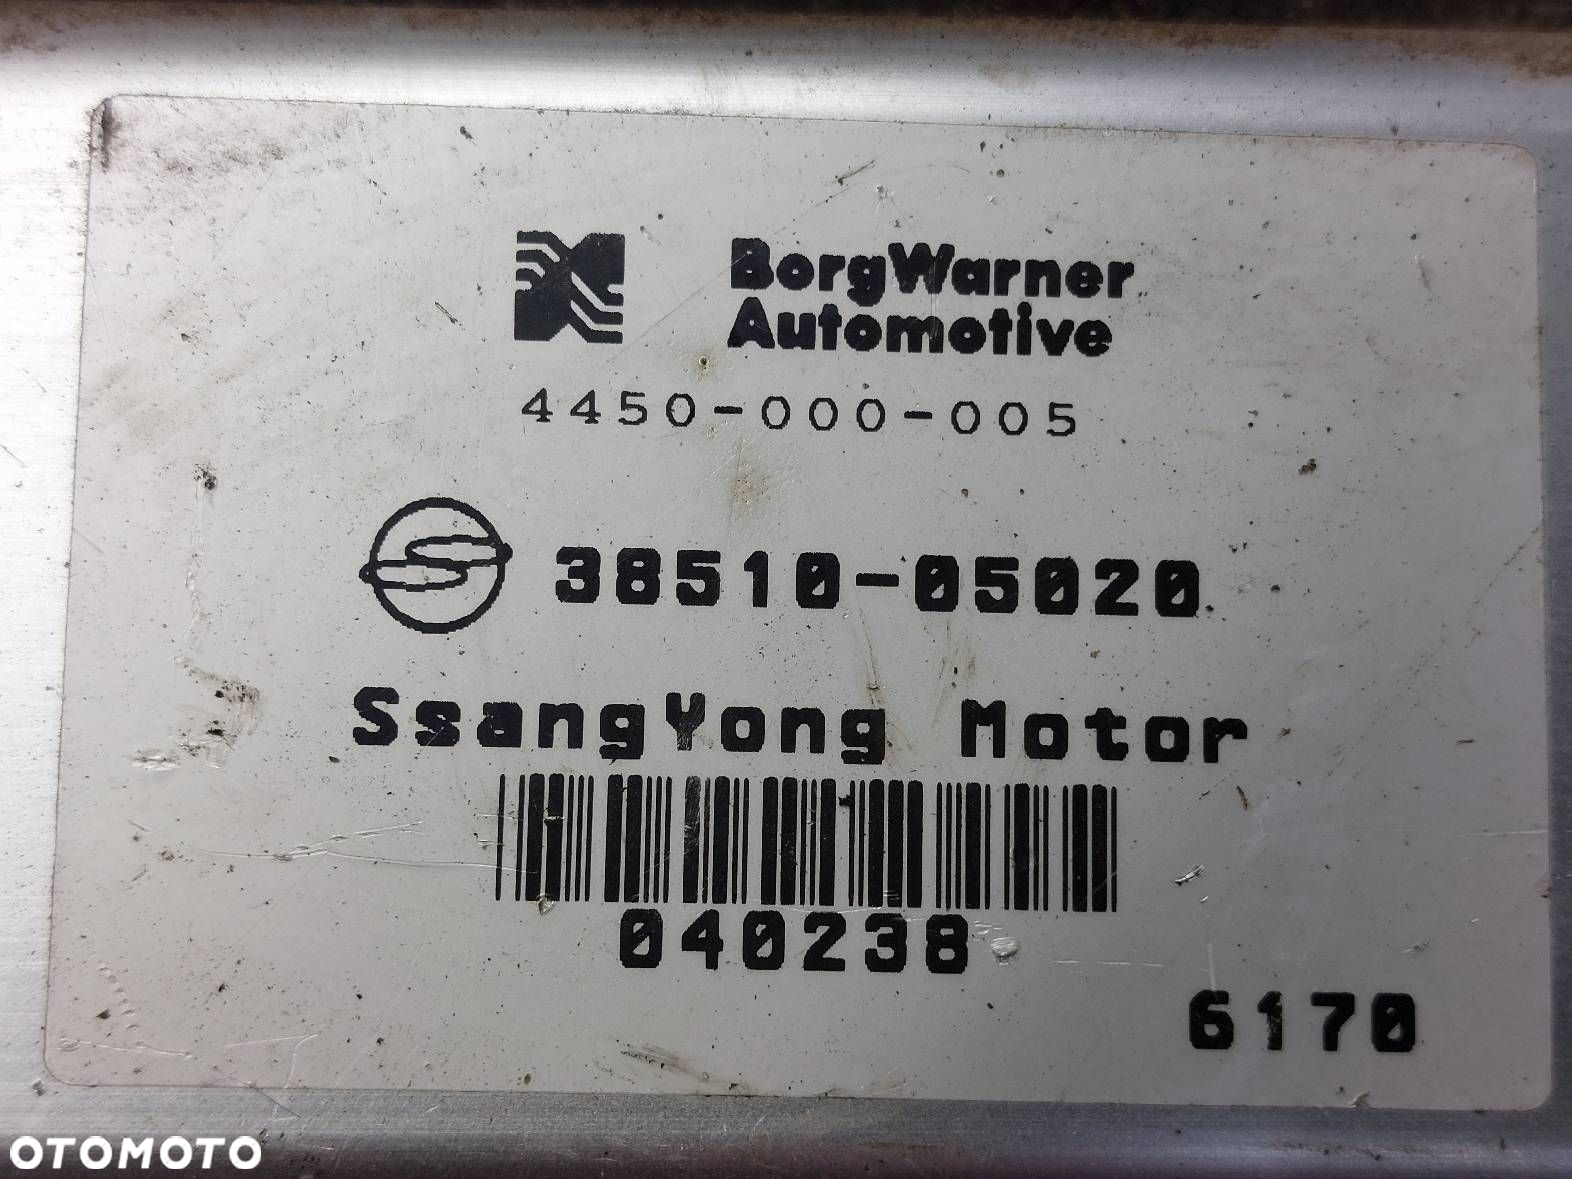 BorgWarner
Automotive
4450-000-005
38510-05020
SsangYong Motor
040238
6170
OTOMOTO